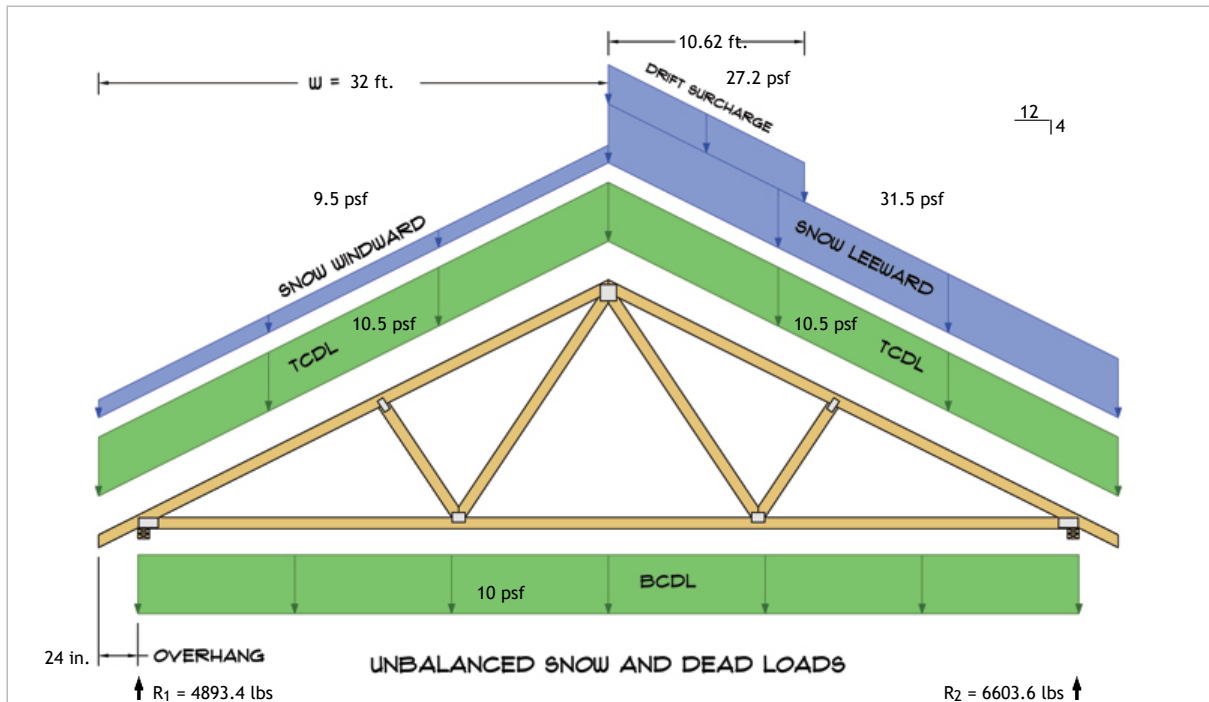 10.62 ft.
W = 32 ft.
DRIFT SURCHARGE
27.2 psf
12
4
9.5 psf
31.5 psf
SNOW WINDWARD
SNOW LEEWARD
TCDL
10.5 psf
10.5 psf
TCDL
10 psf
BCDL
24 in.
OVERHANG
UNBALANCED SNOW AND DEAD LOADS
R1 = 4893.4 lbs
R2 = 6603.6 lbs